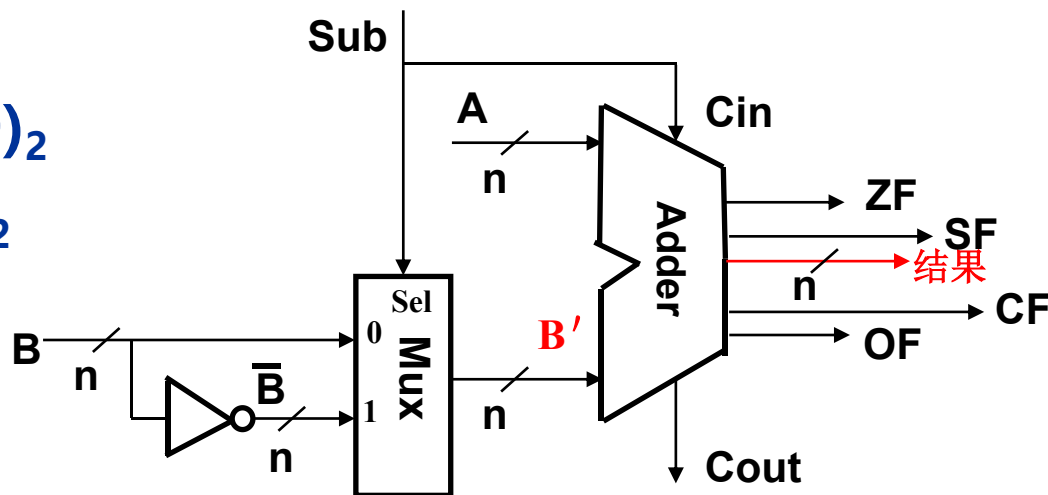 Sub
)₂
₂
A
n
Cin
Adder
ZF
SF
n
结果
CF
OF
Sel
0
Mux
1
B
n
B̅
n
B′
n
Cout